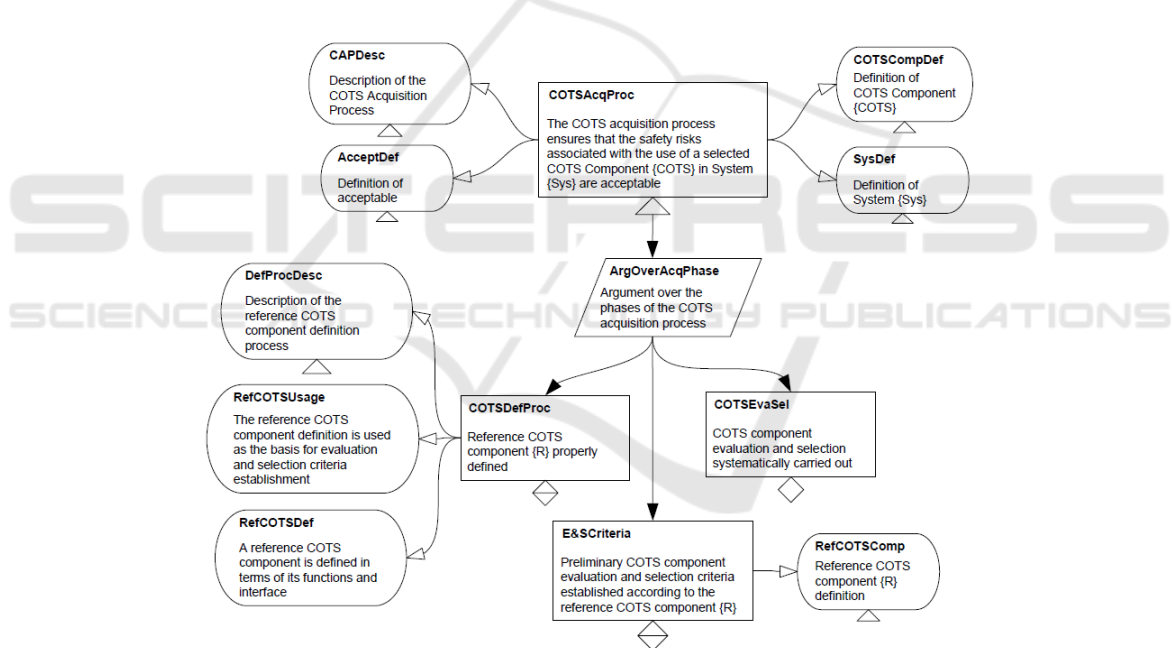 CAPDesc
Description of the
COTS Acquisition
Process
AcceptDef
Definition of
acceptable
COTSAcqProc
The COTS acquisition process
ensures that the safety risks
associated with the use of a selected
COTS Component {COTS} in System
{Sys} are acceptable
COTSCompDef
Definition of
COTS Component
{COTS}
SysDef
Definition of
System {Sys}
SCITEPRESS
SCIENCE AND TECHNOLOGY PUBLICATIONS
ArgOverAcqPhase
Argument over the
phases of the COTS
acquisition process
DefProcDesc
Description of the
reference COTS
component definition
process
RefCOTSUsage
The reference COTS
component definition is used
as the basis for evaluation
and selection criteria
establishment
RefCOTSDef
A reference COTS
component is defined in
terms of its functions and
interface
COTSDefProc
Reference COTS
component {R} properly
defined
COTSEvaSel
COTS component
evaluation and selection
systematically carried out
E&SCriteria
Preliminary COTS component
evaluation and selection criteria
established according to the
reference COTS component {R}
RefCOTSComp
Reference COTS
component {R}
definition